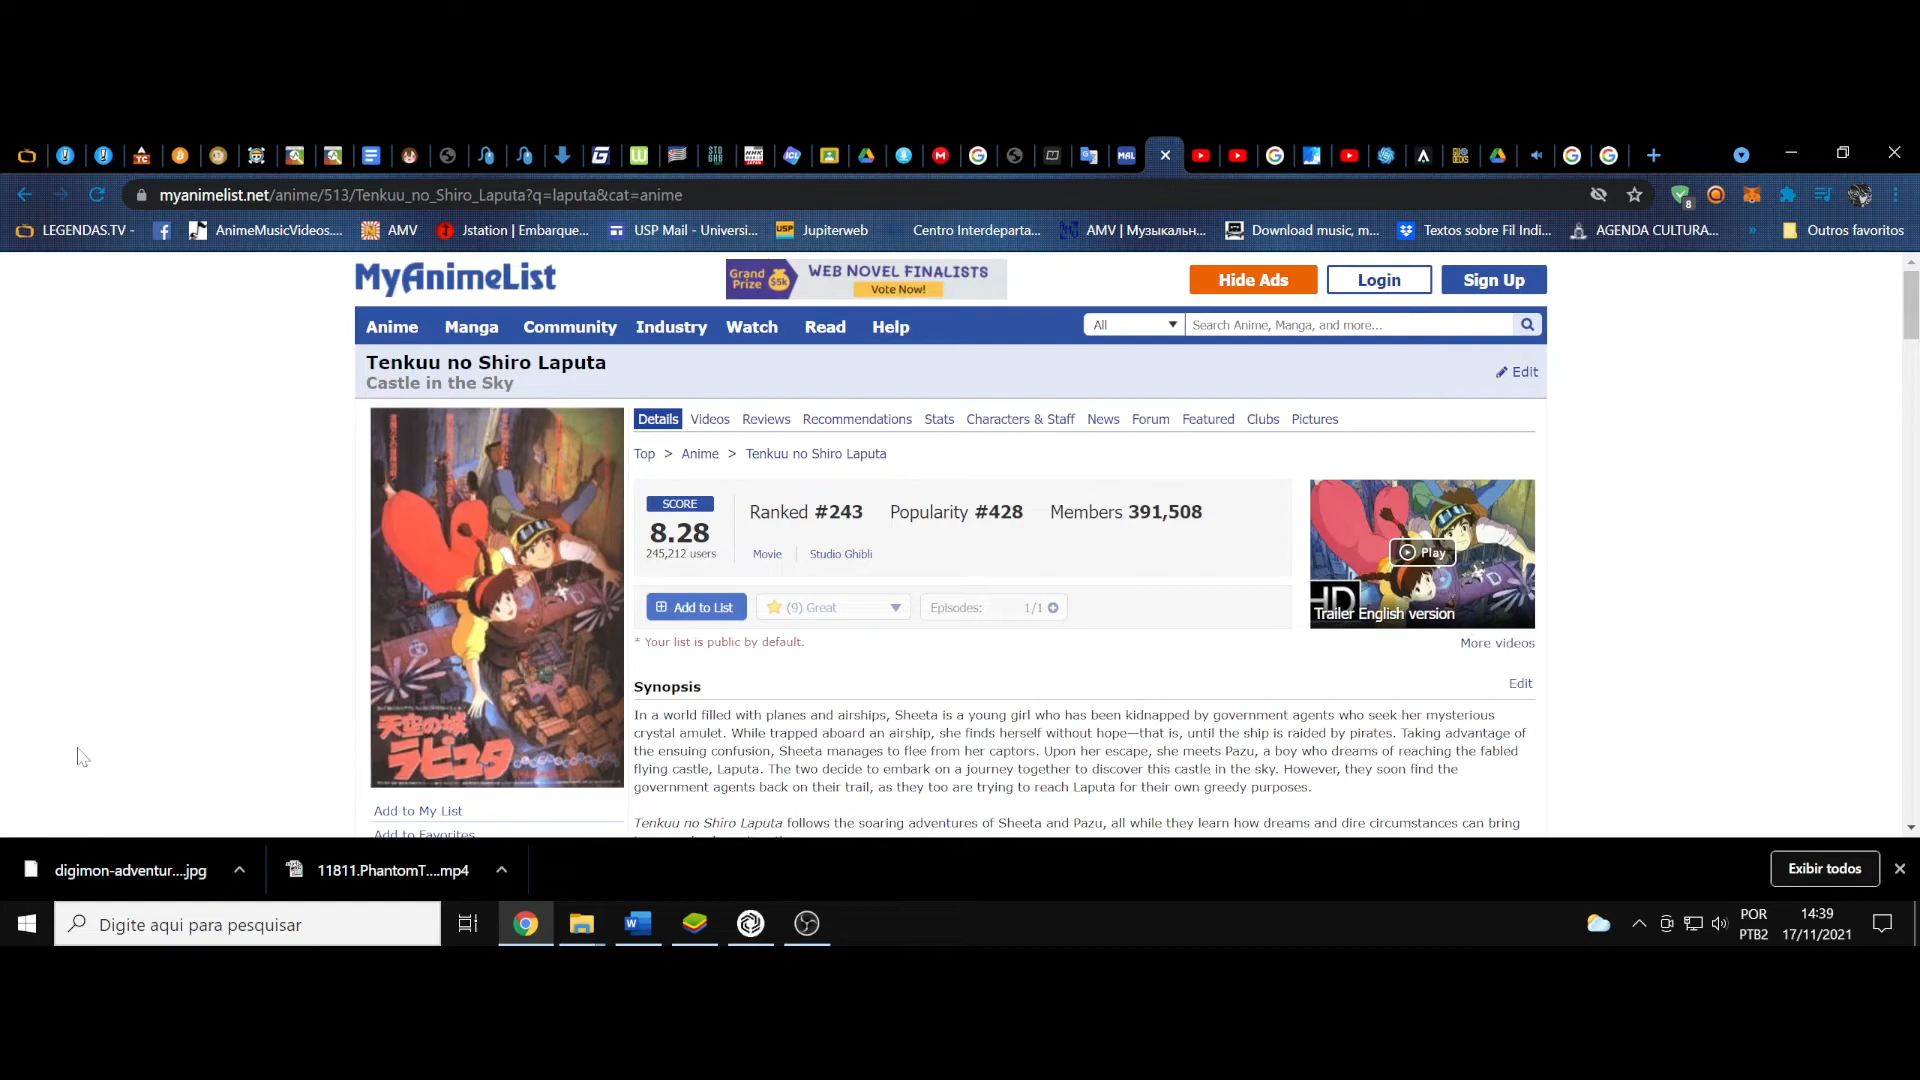 myanimelist.net/anime/513/Tenkuu_no_Shiro_Laputa?q=laputa&cat=anime
8
LEGENDAS.TV -
AnimeMusicVideos....
AMV
Jstation | Embarque...
USP Mail - Universi...
Jupiterweb
Centro Interdeparta...
AMV | Музыкальн...
Download music, m...
Textos sobre Fil Indi...
AGENDA CULTURA...
»
Outros favoritos
MyAnimeList
Grand Prize $5k
WEB NOVEL FINALISTS
Vote Now!
Hide Ads
Login
Sign Up
Anime Manga Community Industry Watch Read Help
All
Search Anime, Manga, and more...
Tenkuu no Shiro Laputa
Castle in the Sky
Edit
Details Videos Reviews Recommendations Stats Characters & Staff News Forum Featured Clubs Pictures
Top > Anime > Tenkuu no Shiro Laputa
SCORE
8.28
245,212 users
Ranked #243 Popularity #428 Members 391,508
Movie Studio Ghibli
Play
HD
Trailer English version
More videos
Add to List
(9) Great
Episodes: 1/1
* Your list is public by default.
Synopsis
Edit
In a world filled with planes and airships, Sheeta is a young girl who has been kidnapped by government agents who seek her mysterious
crystal amulet. While trapped aboard an airship, she finds herself without hope—that is, until the ship is raided by pirates. Taking advantage of
the ensuing confusion, Sheeta manages to flee from her captors. Upon her escape, she meets Pazu, a boy who dreams of reaching the fabled
flying castle, Laputa. The two decide to embark on a journey together to discover this castle in the sky. However, they soon find the
government agents back on their trail, as they too are trying to reach Laputa for their own greedy purposes.
Tenkuu no Shiro Laputa follows the soaring adventures of Sheeta and Pazu, all while they learn how dreams and dire circumstances can bring
天空の城
ラピュタ
Add to My List
Add to Favorites
digimon-adventur....jpg
11811.PhantomT....mp4
Exibir todos
Digite aqui para pesquisar
POR
PTB2
14:39
17/11/2021